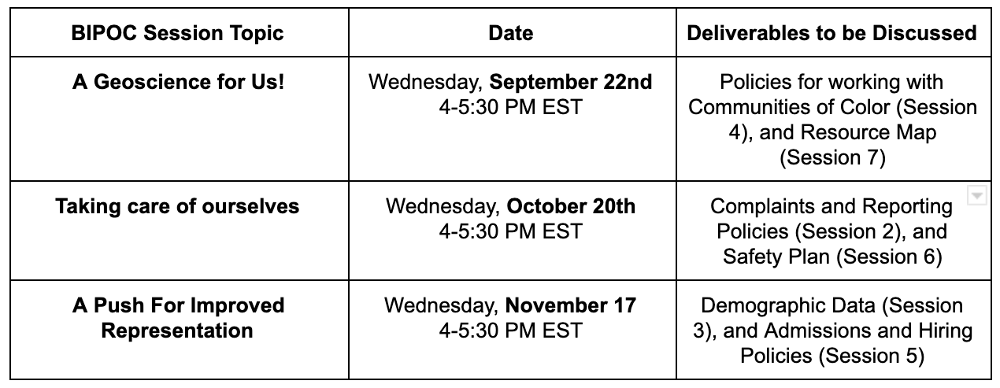 BIPOC Session Topic
Date
Deliverables to be Discussed
A Geoscience for Us!
Wednesday, September 22nd
4-5:30 PM EST
Policies for working with
Communities of Color (Session
4), and Resource Map
(Session 7)
Taking care of ourselves
Wednesday, October 20th
4-5:30 PM EST
Complaints and Reporting
Policies (Session 2), and
Safety Plan (Session 6)
A Push For Improved
Representation
Wednesday, November 17
4-5:30 PM EST
Demographic Data (Session
3), and Admissions and Hiring
Policies (Session 5)